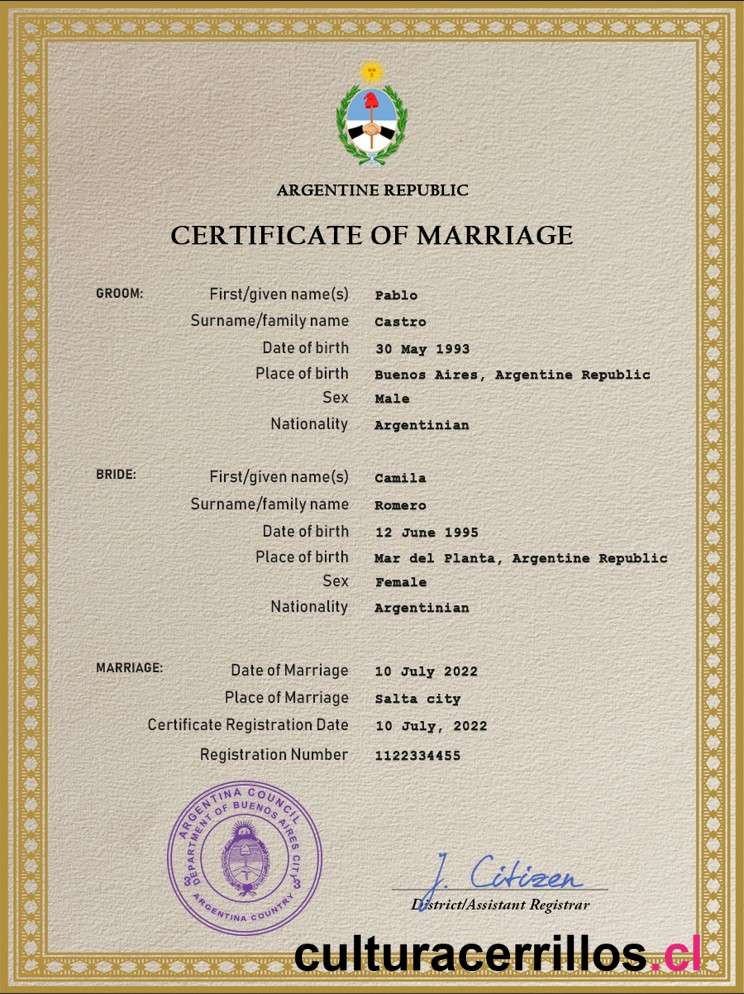 ARGENTINE REPUBLIC
CERTIFICATE OF MARRIAGE
GROOM: First/given name(s) Pablo
Surname/family name Castro
Date of birth 30 May 1993
Place of birth Buenos Aires, Argentine Republic
Sex Male
Nationality Argentinian
BRIDE: First/given name(s) Camila
Surname/family name Romero
Date of birth 12 June 1995
Place of birth Mar del Planta, Argentine Republic
Sex Female
Nationality Argentinian
MARRIAGE: Date of Marriage 10 July 2022
Place of Marriage Salta city
Certificate Registration Date 10 July, 2022
Registration Number 1122334455
ARGENTINA COUNCIL
DEPARTMENT OF BUENOS AIRES CITY
ARGENTINA COUNTRY
J. Citizen
District/Assistant Registrar
culturacerrillos.cl